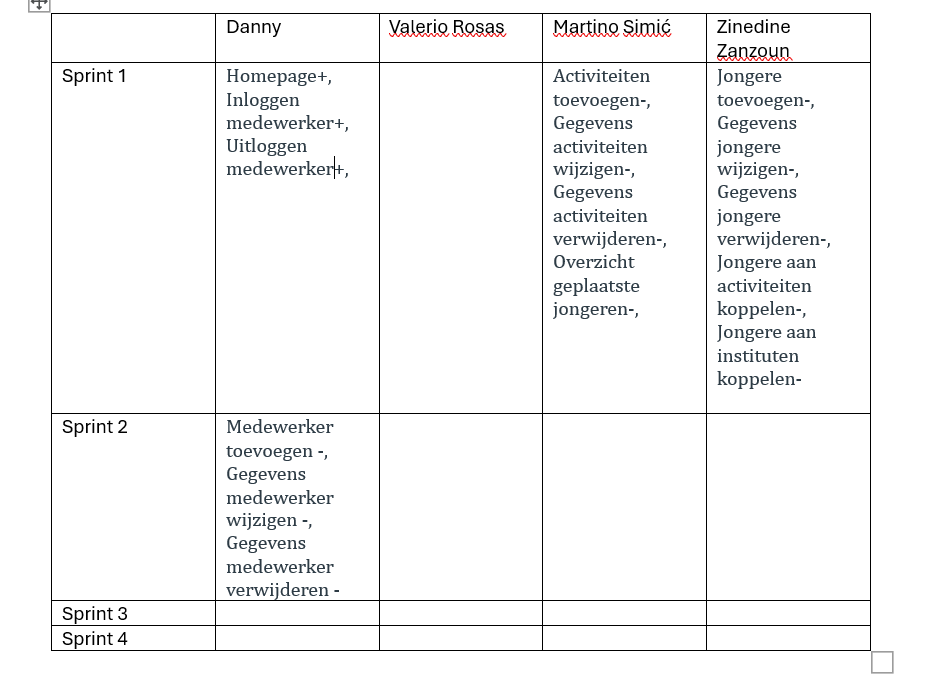 Danny
Valerio Rosas
Martino Simić
Zinedine
Zanzoun
Sprint 1
Homepage+,
Inloggen
medewerker+,
Uitloggen
medewerker+,
Activiteiten
toevoegen-,
Gegevens
activiteiten
wijzigen-,
Gegevens
activiteiten
verwijderen-,
Overzicht
geplaatste
jongeren-,
Jongere
toevoegen-,
Gegevens
jongere
wijzigen-,
Gegevens
jongere
verwijderen-,
Jongere aan
activiteiten
koppelen-,
Jongere aan
instituten
koppelen-
Sprint 2
Medewerker
toevoegen -,
Gegevens
medewerker
wijzigen -,
Gegevens
medewerker
verwijderen -
Sprint 3
Sprint 4